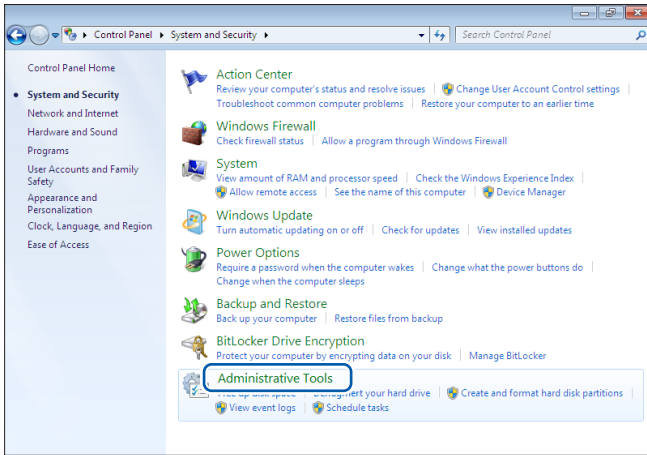 Control Panel System and Security
Search Control Panel
Control Panel Home
System and Security
Network and Internet
Hardware and Sound
Programs
User Accounts and Family
Safety
Appearance and
Personalization
Clock, Language, and Region
Ease of Access
Action Center
Review your computer's status and resolve issues Change User Account Control settings
Troubleshoot common computer problems Restore your computer to an earlier time
Windows Firewall
Check firewall status Allow a program through Windows Firewall
System
View amount of RAM and processor speed Check the Windows Experience Index
Allow remote access See the name of this computer Device Manager
Windows Update
Turn automatic updating on or off Check for updates View installed updates
Power Options
Require a password when the computer wakes Change what the power buttons do
Change when the computer sleeps
Backup and Restore
Back up your computer Restore files from backup
BitLocker Drive Encryption
Protect your computer by encrypting data on your disk Manage BitLocker
Administrative Tools
Free up disk space Defragment your hard drive Create and format hard disk partitions
View event logs Schedule tasks